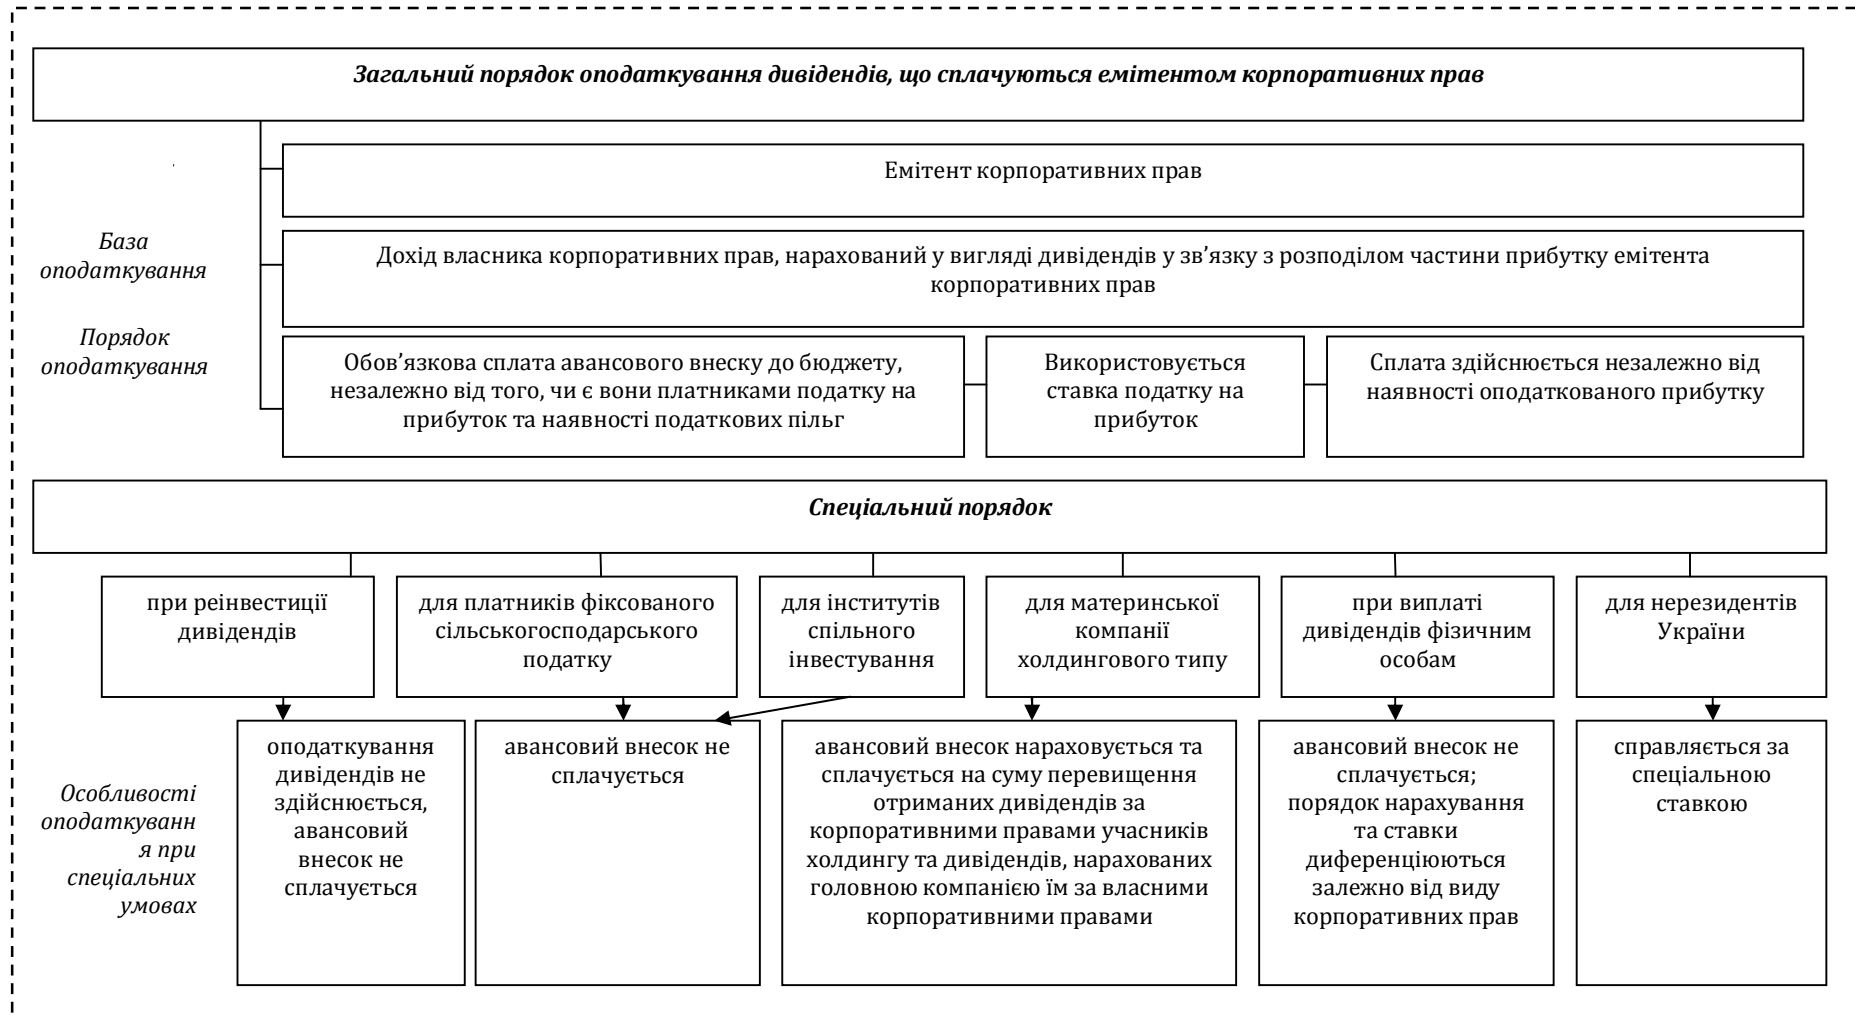 Загальний порядок оподаткування дивідендів, що сплачуються емітентом корпоративних прав
Емітент корпоративних прав
База
оподаткування
Дохід власника корпоративних прав, нарахований у вигляді дивідендів у зв’язку з розподілом частини прибутку емітента
корпоративних прав
Порядок
оподаткування
Обов’язкова сплата авансового внеску до бюджету,
незалежно від того, чи є вони платниками податку на
прибуток та наявності податкових пільг
Використовується
ставка податку на
прибуток
Сплата здійснюється незалежно від
наявності оподаткованого прибутку
Спеціальний порядок
при реінвестиції
дивідендів
для платників фіксованого
сільськогосподарського
податку
для інститутів
спільного
інвестування
для материнської
компанії
холдингового типу
при виплаті
дивідендів фізичним
особам
для нерезидентів
України
Особливості
оподаткуванн
я при
спеціальних
умовах
оподаткування
дивідендів не
здійснюється,
авансовий
внесок не
сплачується
авансовий внесок не
сплачується
авансовий внесок нараховується та
сплачується на суму перевищення
отриманих дивідендів за
корпоративними правами учасників
холдингу та дивідендів, нарахованих
головною компанією їм за власними
корпоративними правами
авансовий внесок не
сплачується;
порядок нарахування
та ставки
диференціюються
залежно від виду
корпоративних прав
справляється за
спеціальною
ставкою